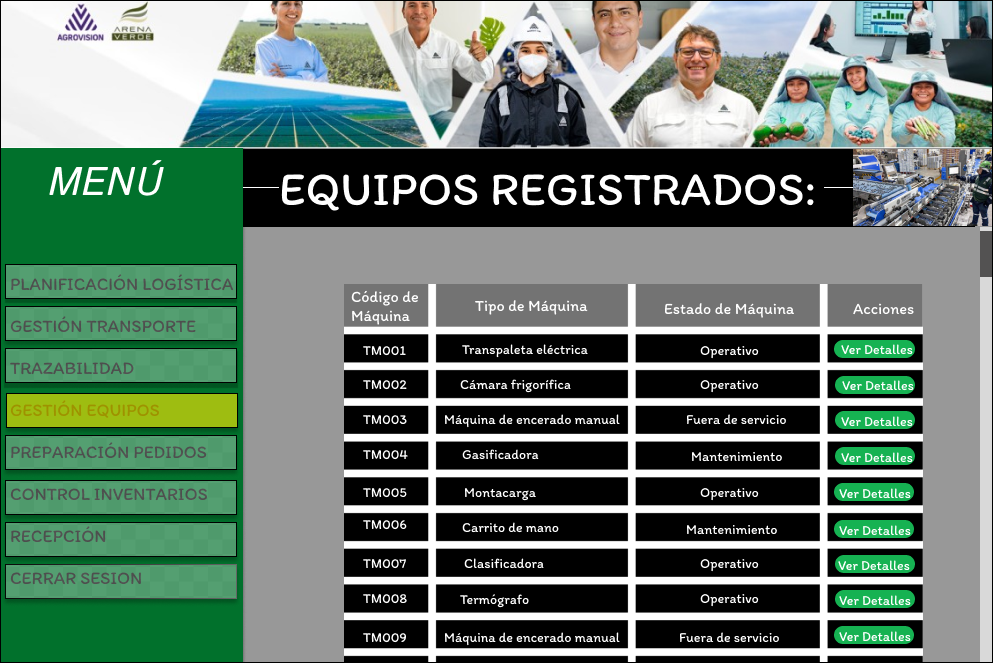 AGROVISION
ARENA
VERDE
MENÚ
EQUIPOS REGISTRADOS:
PLANIFICACIÓN LOGÍSTICA
GESTIÓN TRANSPORTE
TRAZABILIDAD
GESTIÓN EQUIPOS
PREPARACIÓN PEDIDOS
CONTROL INVENTARIOS
RECEPCIÓN
CERRAR SESION
Código de
Máquina
Tipo de Máquina
Estado de Máquina
Acciones
TM001 Transpaleta eléctrica Operativo Ver Detalles
TM002 Cámara frigorífica Operativo Ver Detalles
TM003 Máquina de encerado manual Fuera de servicio Ver Detalles
TM004 Gasificadora Mantenimiento Ver Detalles
TM005 Montacarga Operativo Ver Detalles
TM006 Carrito de mano Mantenimiento Ver Detalles
TM007 Clasificadora Operativo Ver Detalles
TM008 Termógrafo Operativo Ver Detalles
TM009 Máquina de encerado manual Fuera de servicio Ver Detalles